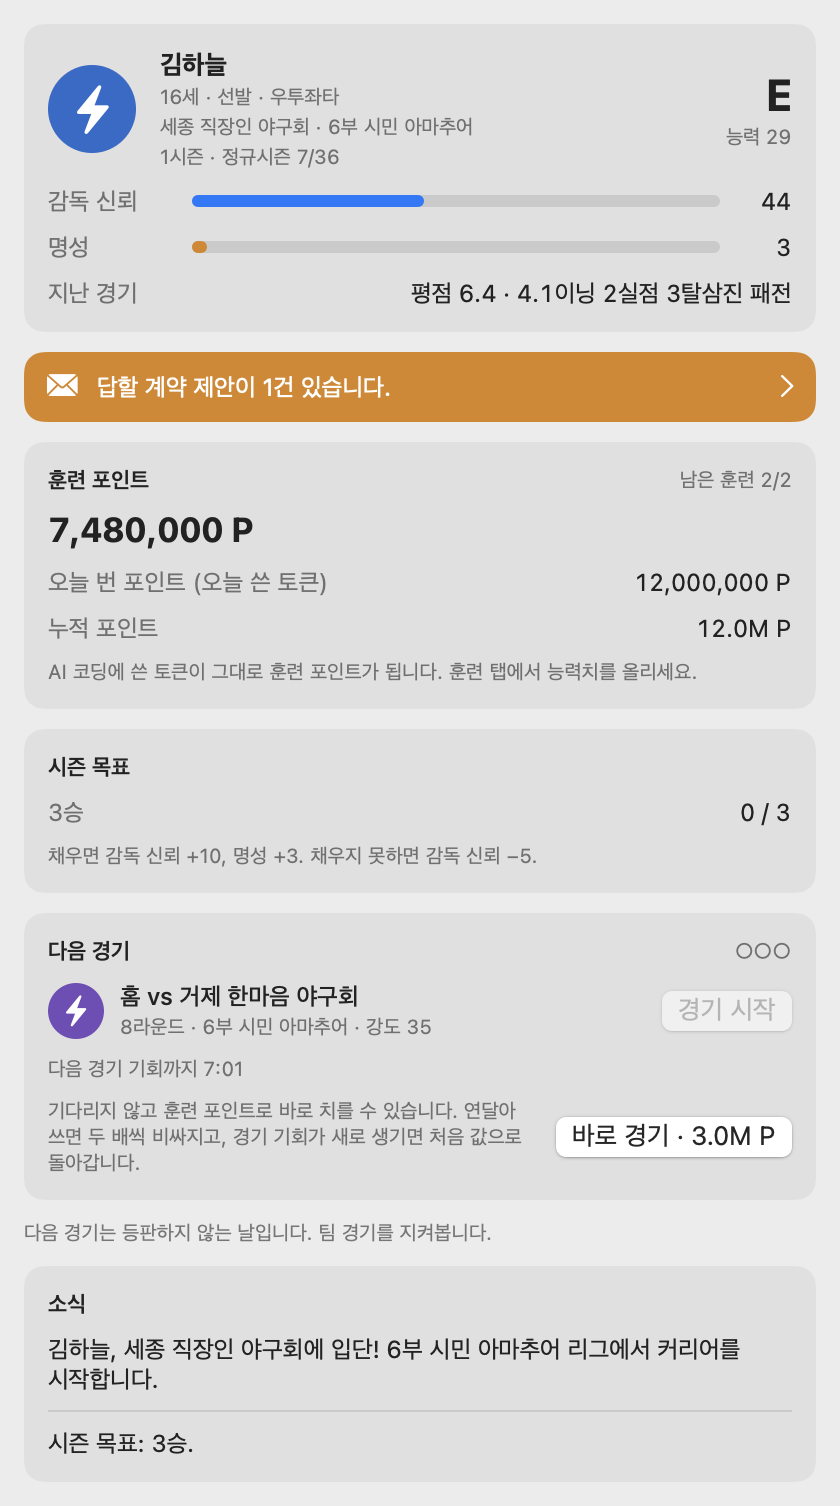 김하늘
16세 · 선발 · 우투좌타
세종 직장인 야구회 · 6부 시민 아마추어
1시즌 · 정규시즌 7/36
E
능력 29
감독 신뢰 44
명성 3
지난 경기 평점 6.4 · 4.1이닝 2실점 3탈삼진 패전
답할 계약 제안이 1건 있습니다.
훈련 포인트 남은 훈련 2/2
7,480,000 P
오늘 번 포인트 (오늘 쓴 토큰) 12,000,000 P
누적 포인트 12.0M P
AI 코딩에 쓴 토큰이 그대로 훈련 포인트가 됩니다. 훈련 탭에서 능력치를 올리세요.
시즌 목표
3승 0 / 3
채우면 감독 신뢰 +10, 명성 +3. 채우지 못하면 감독 신뢰 −5.
다음 경기
홈 vs 거제 한마음 야구회
8라운드 · 6부 시민 아마추어 · 강도 35
경기 시작
다음 경기 기회까지 7:01
기다리지 않고 훈련 포인트로 바로 치를 수 있습니다. 연달아
쓰면 두 배씩 비싸지고, 경기 기회가 새로 생기면 처음 값으로
돌아갑니다.
바로 경기 · 3.0M P
다음 경기는 등판하지 않는 날입니다. 팀 경기를 지켜봅니다.
소식
김하늘, 세종 직장인 야구회에 입단! 6부 시민 아마추어 리그에서 커리어를
시작합니다.
시즌 목표: 3승.